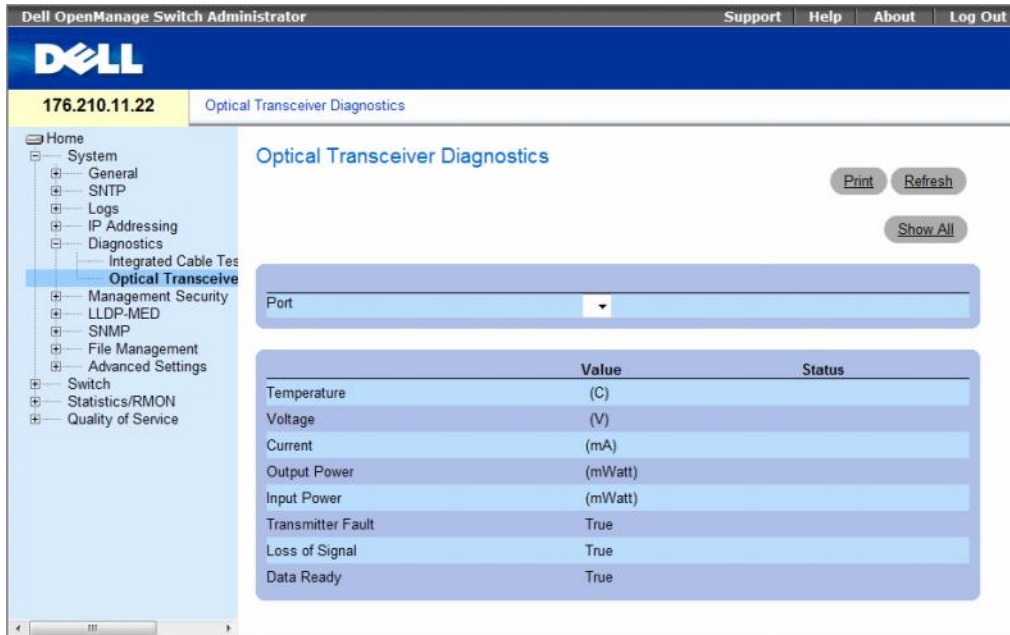 Dell OpenManage Switch Administrator
Support Help About Log Out
DELL
176.210.11.22
Optical Transceiver Diagnostics
Home
System
General
SNTP
Logs
IP Addressing
Diagnostics
Integrated Cable Tes
Optical Transceive
Management Security
LLDP-MED
SNMP
File Management
Advanced Settings
Switch
Statistics/RMON
Quality of Service
Optical Transceiver Diagnostics
Print Refresh
Show All
Port
Value Status
Temperature (C)
Voltage (V)
Current (mA)
Output Power (mWatt)
Input Power (mWatt)
Transmitter Fault True
Loss of Signal True
Data Ready True